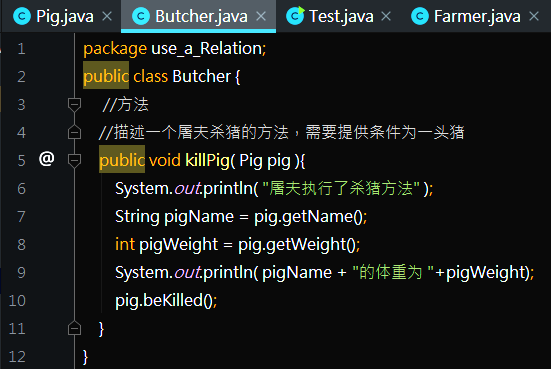 Pig.java × Butcher.java × Test.java × Farmer.java ×
1 package use_a_Relation;
2 public class Butcher {
3 //方法
4 //描述一个屠夫杀猪的方法，需要提供条件为一头猪
5 @ public void killPig( Pig pig ){
6 System.out.println( "屠夫执行了杀猪方法" );
7 String pigName = pig.getName();
8 int pigWeight = pig.getWeight();
9 System.out.println( pigName + "的体重为 "+pigWeight);
10 pig.beKilled();
11 }
12 }